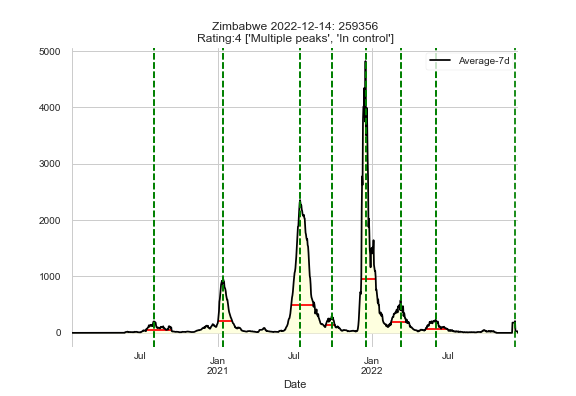 Zimbabwe 2022-12-14: 259356
Rating:4 ['Multiple peaks', 'In control']
Average-7d
5000
4000
3000
2000
1000
0
Jul
Jan
2021
Jul
Jan
2022
Jul
Date